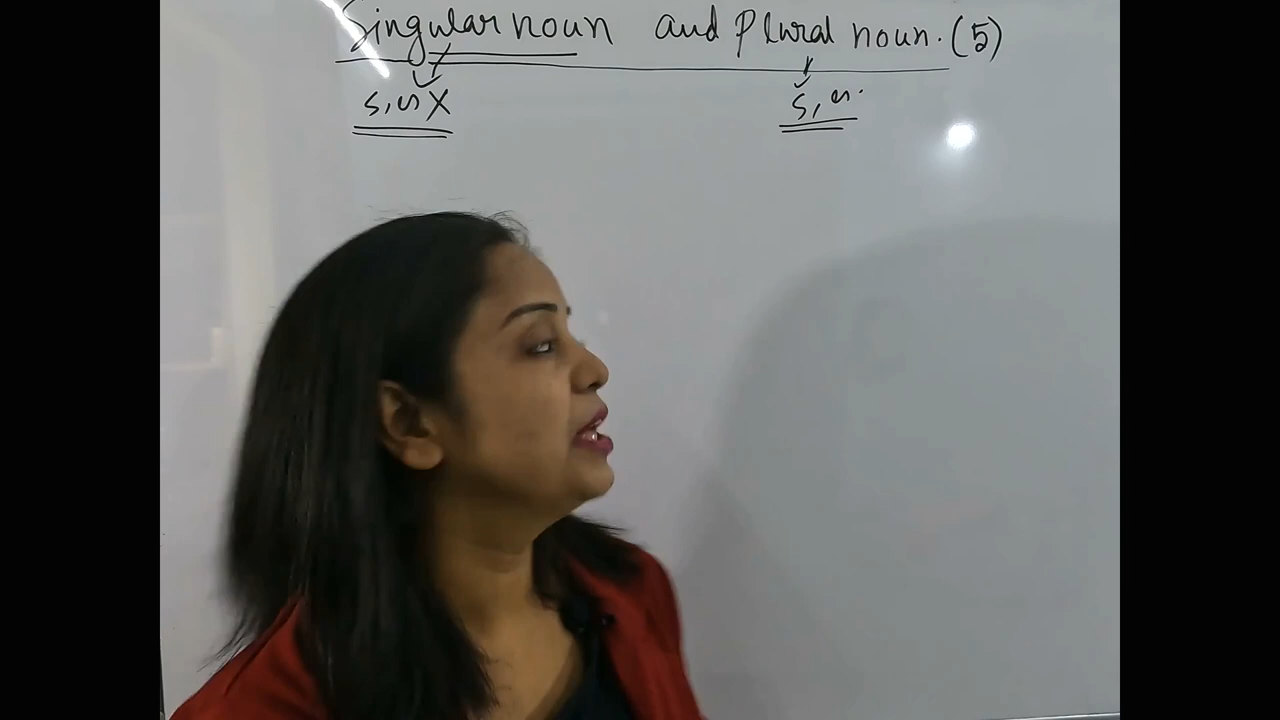 Singular noun and Plural noun. (5)
s, es X s, es.